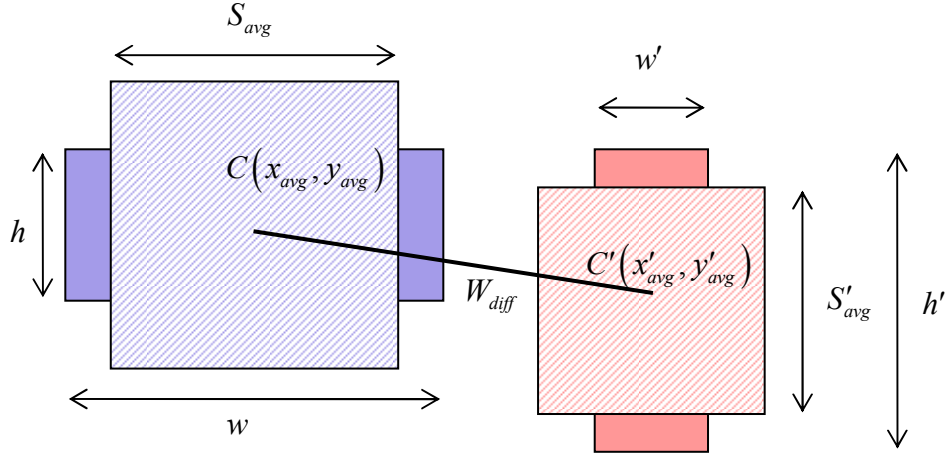 S_avg
w′
C(x_avg, y_avg)
h
C′(x′_avg, y′_avg)
W_diff
S′_avg
h′
w